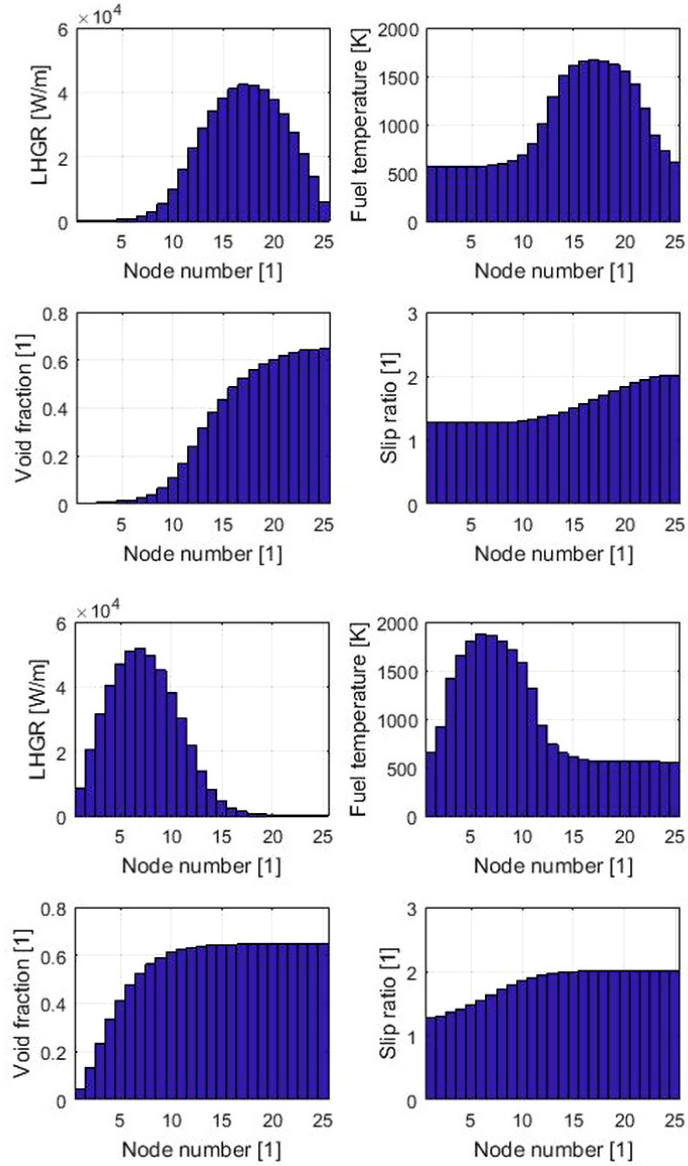 × 10⁴
6
4
2
0
LHGR [W/m]
5 10 15 20 25
Node number [1]
2000
1500
1000
500
0
Fuel temperature [K]
5 10 15 20 25
Node number [1]
0.8
0.6
0.4
0.2
0
Void fraction [1]
5 10 15 20 25
Node number [1]
3
2
1
0
Slip ratio [1]
5 10 15 20 25
Node number [1]
× 10⁴
6
4
2
0
LHGR [W/m]
5 10 15 20 25
Node number [1]
2000
1500
1000
500
0
Fuel temperature [K]
5 10 15 20 25
Node number [1]
0.8
0.6
0.4
0.2
0
Void fraction [1]
5 10 15 20 25
Node number [1]
3
2
1
0
Slip ratio [1]
5 10 15 20 25
Node number [1]